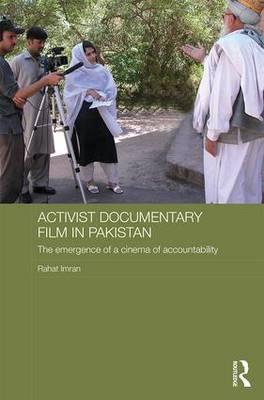 ACTIVIST DOCUMENTARY
FILM IN PAKISTAN
The emergence of a cinema of accountability
Rahat Imran
ROUTLEDGE